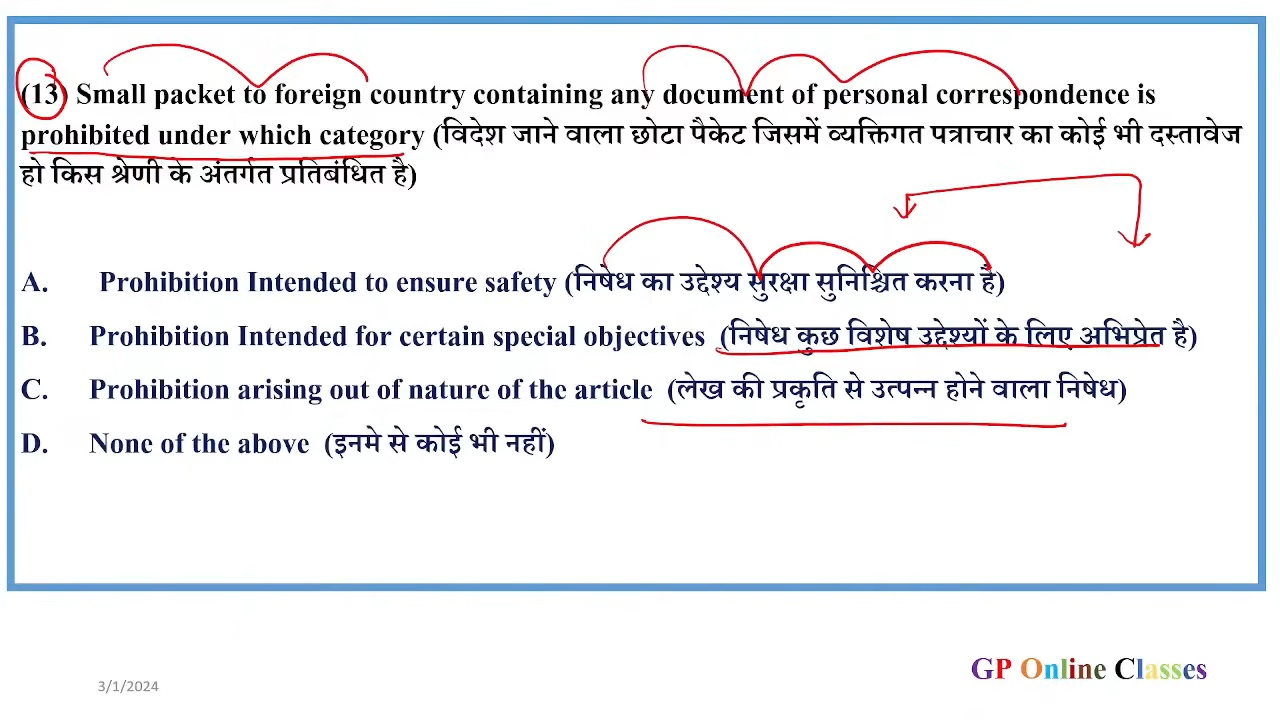 (13) Small packet to foreign country containing any document of personal correspondence is
prohibited under which category (विदेश जाने वाला छोटा पैकेट जिसमें व्यक्तिगत पत्राचार का कोई भी दस्तावेज
हो किस श्रेणी के अंतर्गत प्रतिबंधित है)
A. Prohibition Intended to ensure safety (निषेध का उद्देश्य सुरक्षा सुनिश्चित करना है)
B. Prohibition Intended for certain special objectives (निषेध कुछ विशेष उद्देश्यों के लिए अभिप्रेत है)
C. Prohibition arising out of nature of the article (लेख की प्रकृति से उत्पन्न होने वाला निषेध)
D. None of the above (इनमे से कोई भी नहीं)
GP Online Classes
3/1/2024